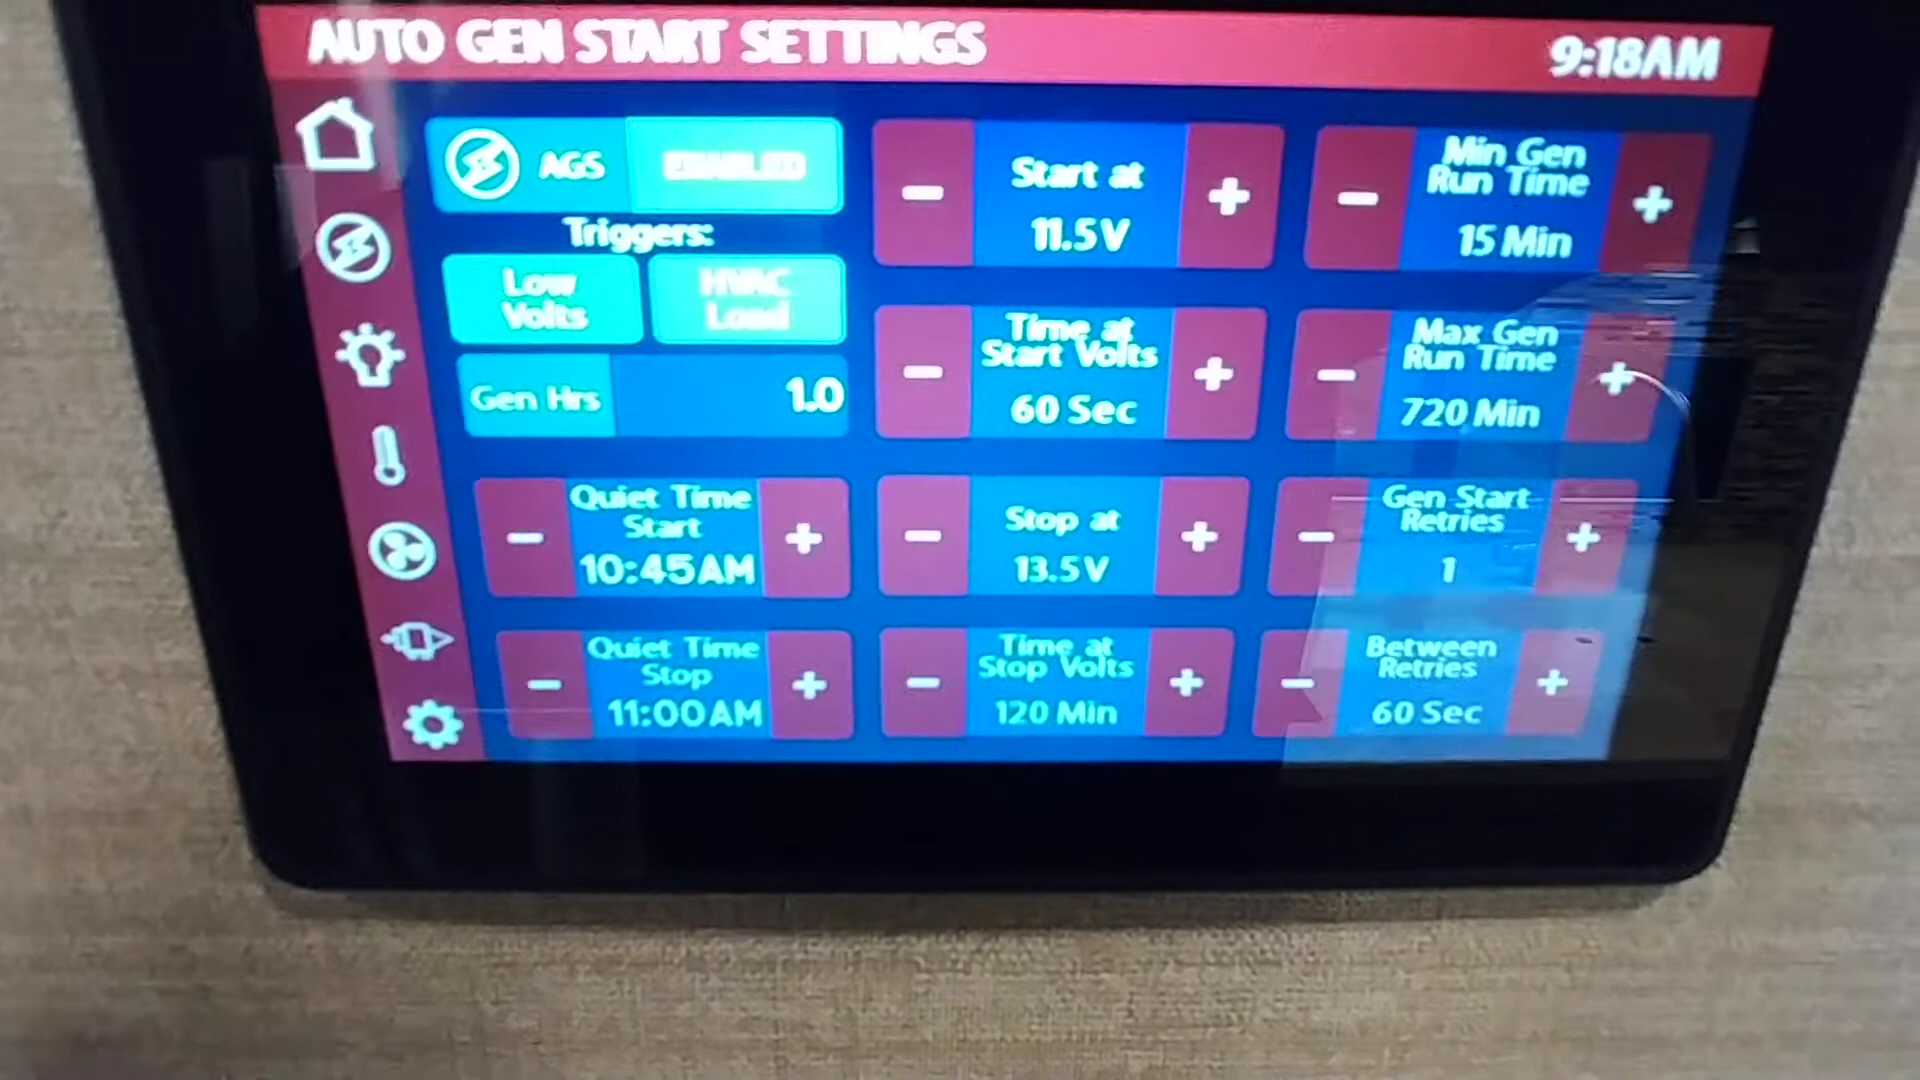 AUTO GEN START SETTINGS
9:18AM
AGS
ENABLED
Triggers:
Low
Volts
HVAC
Load
Gen Hrs
1.0
Quiet Time
Start
10:45AM
Quiet Time
Stop
11:00AM
Start at
11.5V
Time at
Start Volts
60 Sec
Stop at
13.5V
Time at
Stop Volts
120 Min
Min Gen
Run Time
15 Min
Max Gen
Run Time
720 Min
Gen Start
Retries
1
Between
Retries
60 Sec